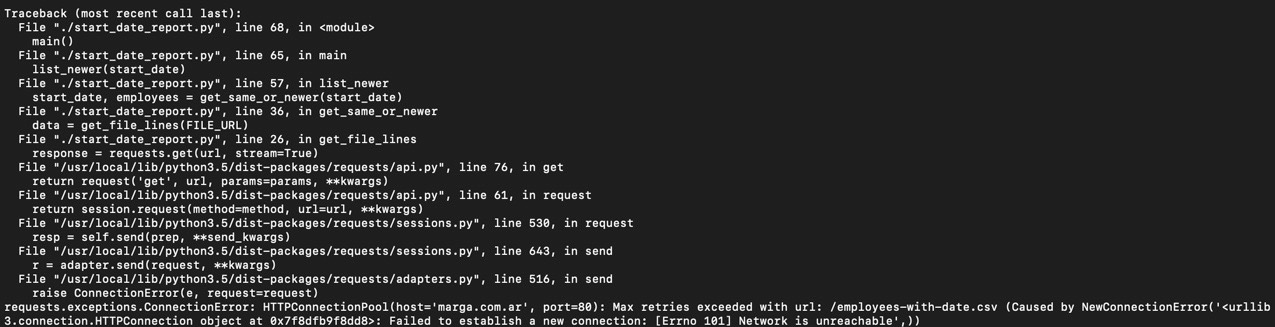 Traceback (most recent call last):
  File "./start_date_report.py", line 68, in <module>
    main()
  File "./start_date_report.py", line 65, in main
    list_newer(start_date)
  File "./start_date_report.py", line 57, in list_newer
    start_date, employees = get_same_or_newer(start_date)
  File "./start_date_report.py", line 36, in get_same_or_newer
    data = get_file_lines(FILE_URL)
  File "./start_date_report.py", line 26, in get_file_lines
    response = requests.get(url, stream=True)
  File "/usr/local/lib/python3.5/dist-packages/requests/api.py", line 76, in get
    return request('get', url, params=params, **kwargs)
  File "/usr/local/lib/python3.5/dist-packages/requests/api.py", line 61, in request
    return session.request(method=method, url=url, **kwargs)
  File "/usr/local/lib/python3.5/dist-packages/requests/sessions.py", line 530, in request
    resp = self.send(prep, **send_kwargs)
  File "/usr/local/lib/python3.5/dist-packages/requests/sessions.py", line 643, in send
    r = adapter.send(request, **kwargs)
  File "/usr/local/lib/python3.5/dist-packages/requests/adapters.py", line 516, in send
    raise ConnectionError(e, request=request)
requests.exceptions.ConnectionError: HTTPConnectionPool(host='marga.com.ar', port=80): Max retries exceeded with url: /employees-with-date.csv (Caused by NewConnectionError('<urllib
3.connection.HTTPConnection object at 0x7f8dfb9f8dd8>: Failed to establish a new connection: [Errno 101] Network is unreachable',))